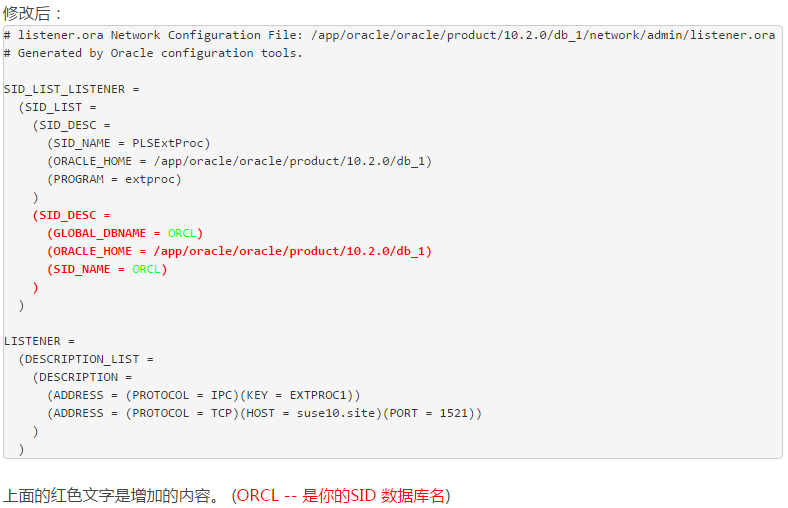 修改后：
# listener.ora Network Configuration File: /app/oracle/oracle/product/10.2.0/db_1/network/admin/listener.ora
# Generated by Oracle configuration tools.

SID_LIST_LISTENER =
  (SID_LIST =
    (SID_DESC =
      (SID_NAME = PLSExtProc)
      (ORACLE_HOME = /app/oracle/oracle/product/10.2.0/db_1)
      (PROGRAM = extproc)
    )
    (SID_DESC =
      (GLOBAL_DBNAME = ORCL)
      (ORACLE_HOME = /app/oracle/oracle/product/10.2.0/db_1)
      (SID_NAME = ORCL)
    )
  )

LISTENER =
  (DESCRIPTION_LIST =
    (DESCRIPTION =
      (ADDRESS = (PROTOCOL = IPC)(KEY = EXTPROC1))
      (ADDRESS = (PROTOCOL = TCP)(HOST = suse10.site)(PORT = 1521))
    )
  )

上面的红色文字是增加的内容。 (ORCL -- 是你的SID 数据库名)